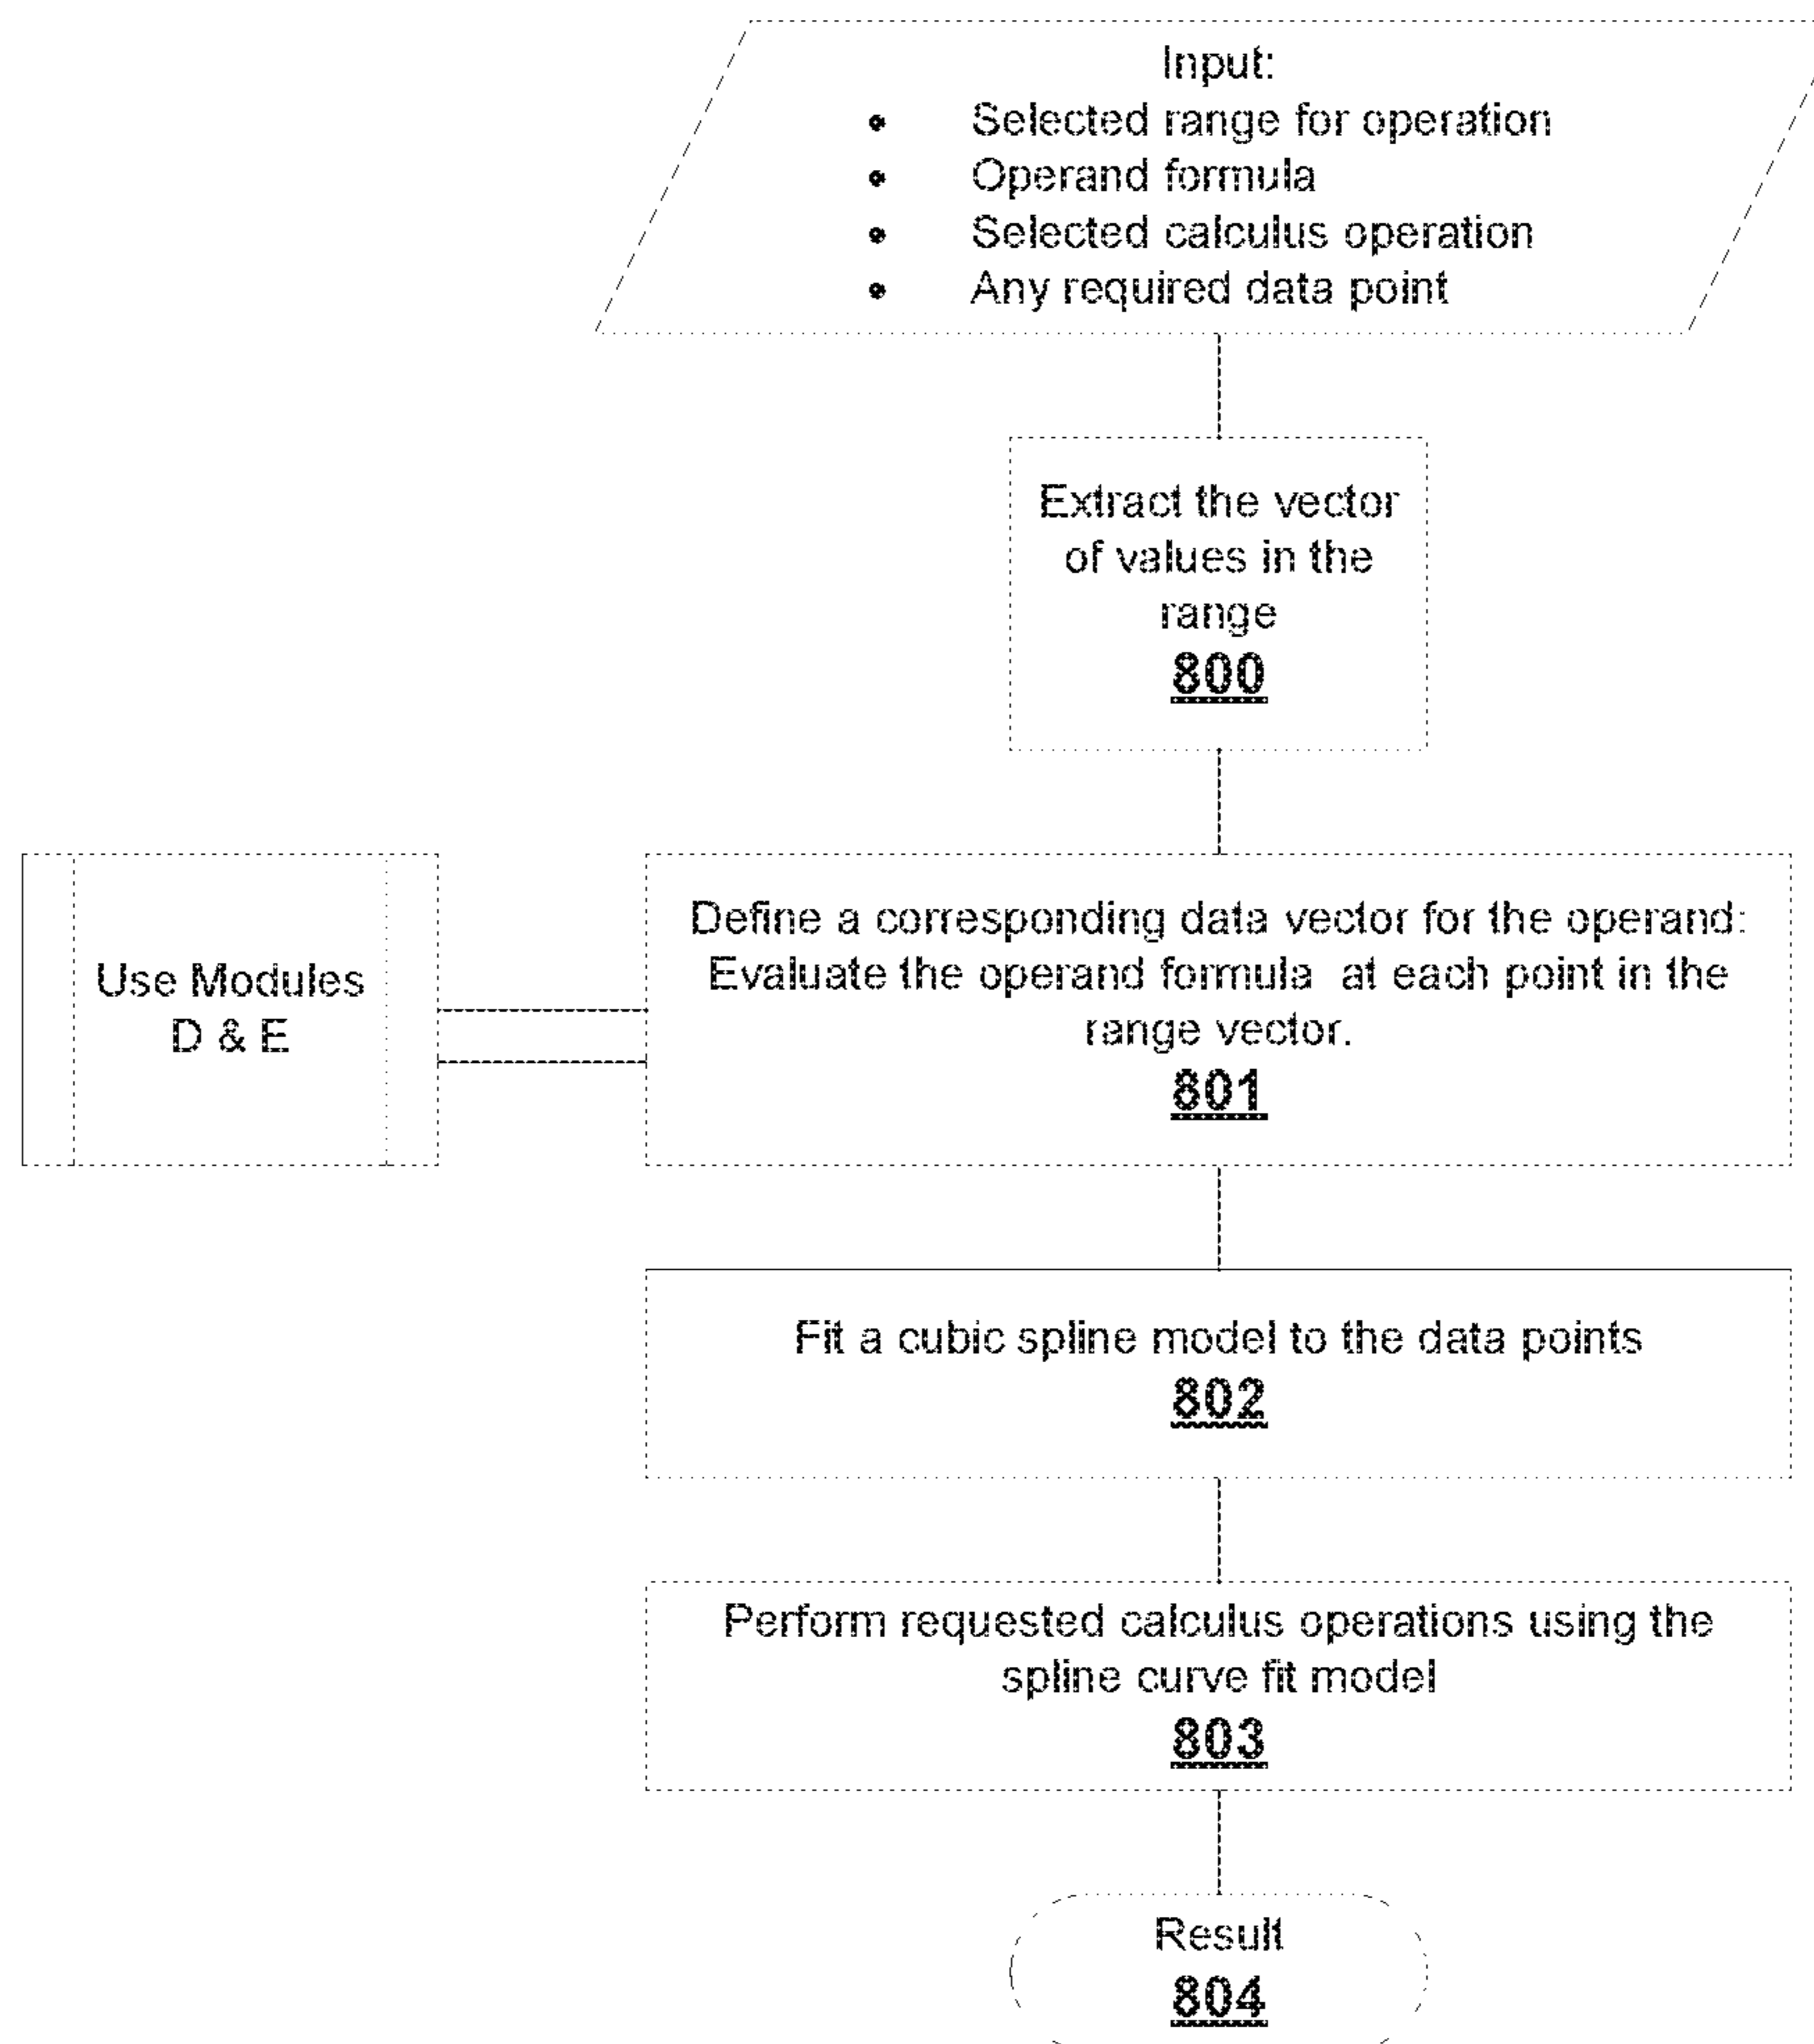 Input:
• Selected range for operation
• Operand formula
• Selected calculus operation
• Any required data point
Extract the vector
of values in the
range
800
Use Modules
D & E
Define a corresponding data vector for the operand:
Evaluate the operand formula at each point in the
range vector.
801
Fit a cubic spline model to the data points
802
Perform requested calculus operations using the
spline curve fit model
803
Result
804